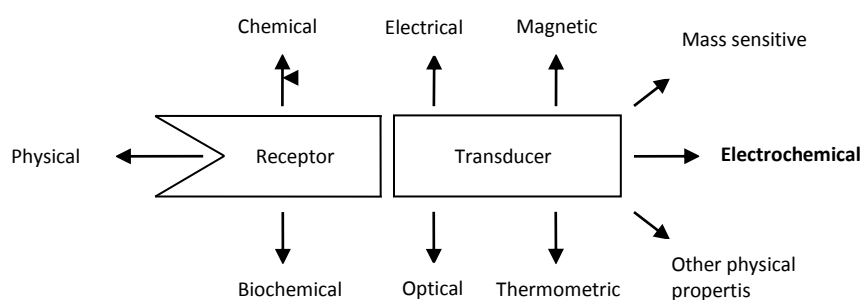 Chemical
Electrical
Magnetic
Mass sensitive
Physical
Receptor
Transducer
Electrochemical
Biochemical
Optical
Thermometric
Other physical
propertis